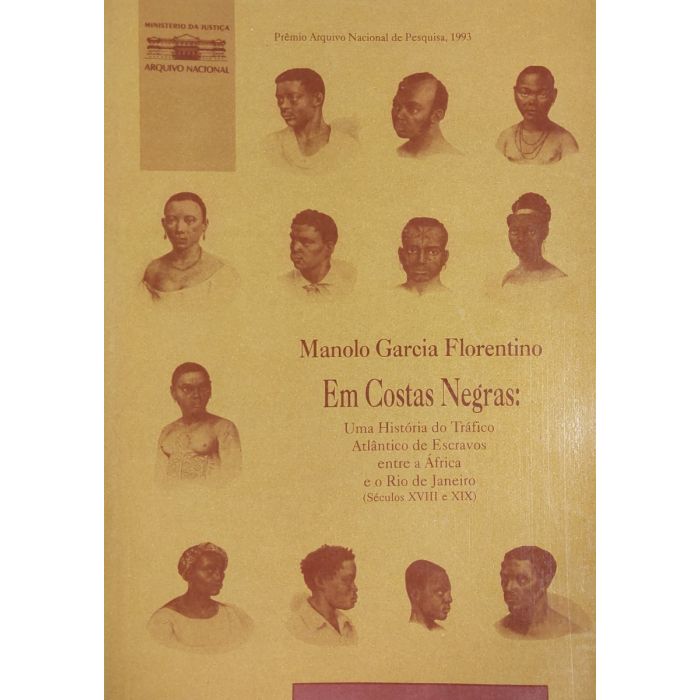 MINISTÉRIO DA JUSTIÇA
ARQUIVO NACIONAL
Prêmio Arquivo Nacional de Pesquisa, 1993
Manolo Garcia Florentino
Em Costas Negras:
Uma História do Tráfico
Atlântico de Escravos
entre a África
e o Rio de Janeiro
(Séculos XVIII e XIX)